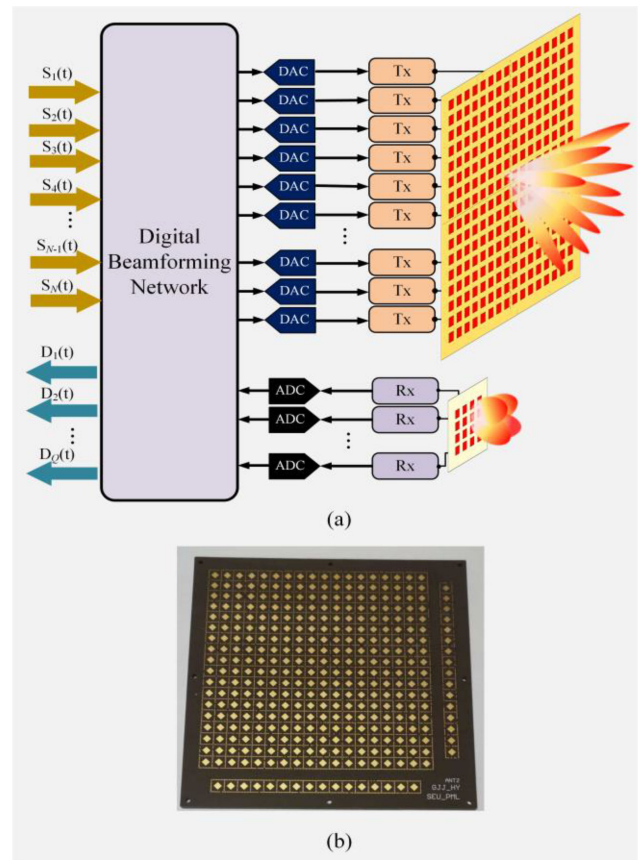 (a)
S1(t)
S2(t)
S3(t)
S4(t)
⋮
SN-1(t)
SN(t)
D1(t)
D2(t)
⋮
DQ(t)
Digital
Beamforming
Network
DAC Tx
DAC Tx
DAC Tx
DAC Tx
DAC Tx
DAC Tx
⋮
DAC Tx
DAC Tx
DAC Tx
ADC Rx
ADC Rx
⋮
ADC Rx
(a)
ANT2
GJJ_HY
SEU_PML
(b)